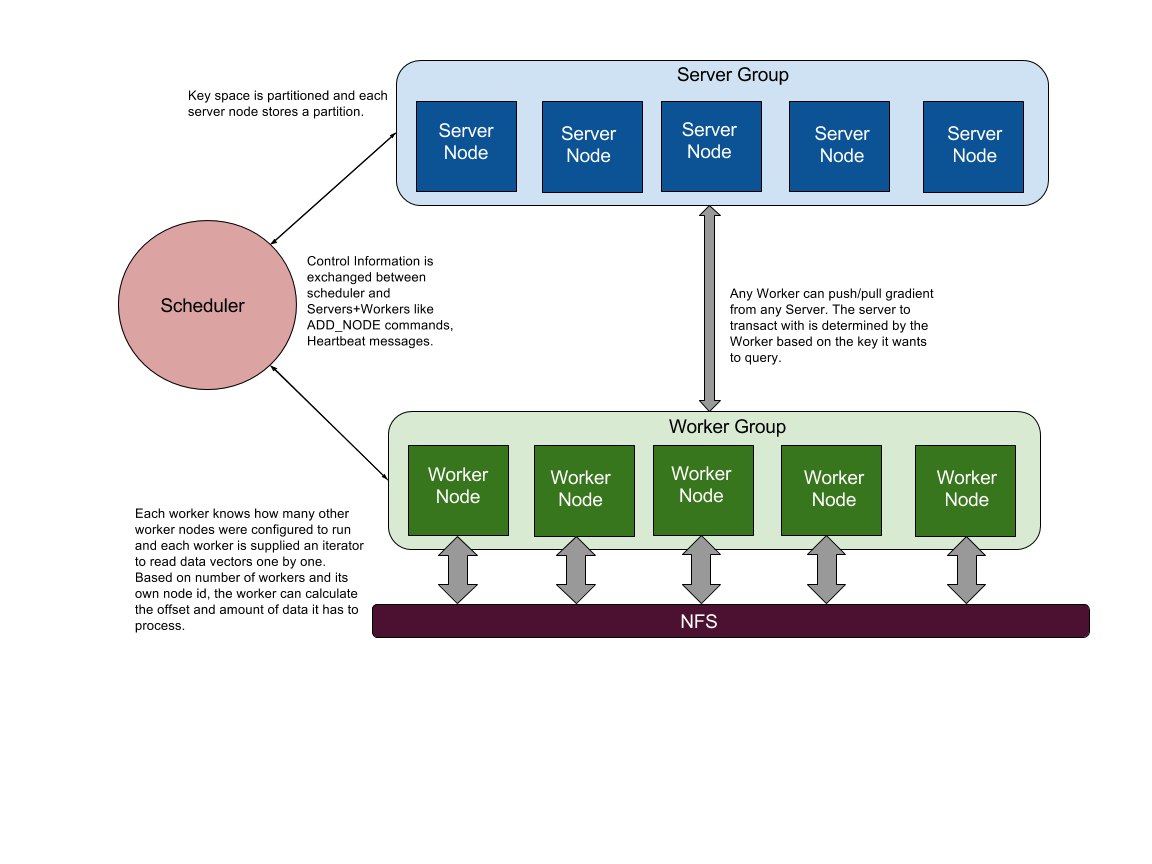 Server Group
Key space is partitioned and each
server node stores a partition.
Server
Node
Server
Node
Server
Node
Server
Node
Server
Node
Scheduler
Control Information is
exchanged between
scheduler and
Servers+Workers like
ADD_NODE commands,
Heartbeat messages.
Any Worker can push/pull gradient
from any Server. The server to
transact with is determined by the
Worker based on the key it wants
to query.
Worker Group
Worker
Node
Worker
Node
Worker
Node
Worker
Node
Worker
Node
Each worker knows how many other
worker nodes were configured to run
and each worker is supplied an iterator
to read data vectors one by one.
Based on number of workers and its
own node id, the worker can calculate
the offset and amount of data it has to
process.
NFS